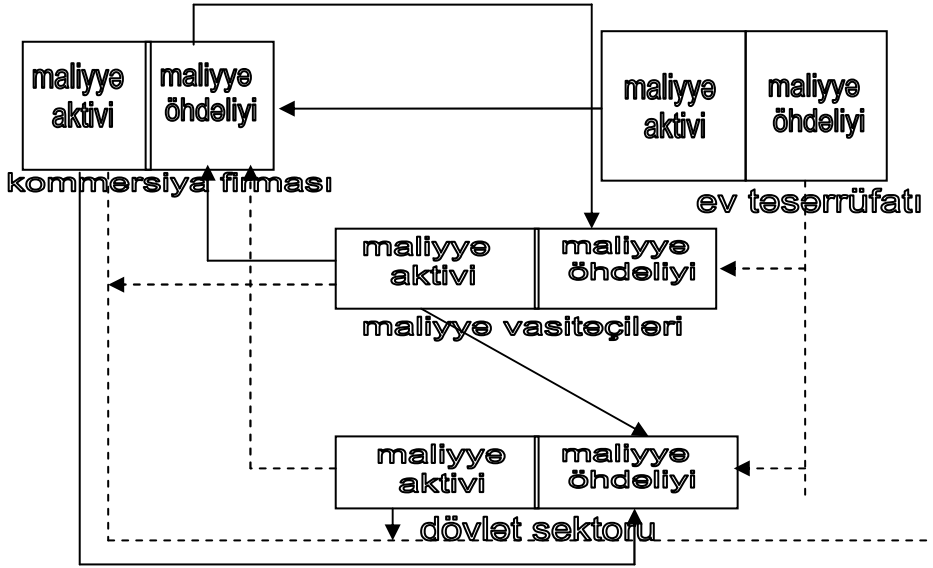 maliyyə
aktivi
maliyyə
öhdəliyi
kommersiya firması
maliyyə
aktivi
maliyyə
öhdəliyi
ev təsərrüfatı
maliyyə
aktivi
maliyyə
öhdəliyi
maliyyə vasitəçiləri
maliyyə
aktivi
maliyyə
öhdəliyi
dövlət sektoru